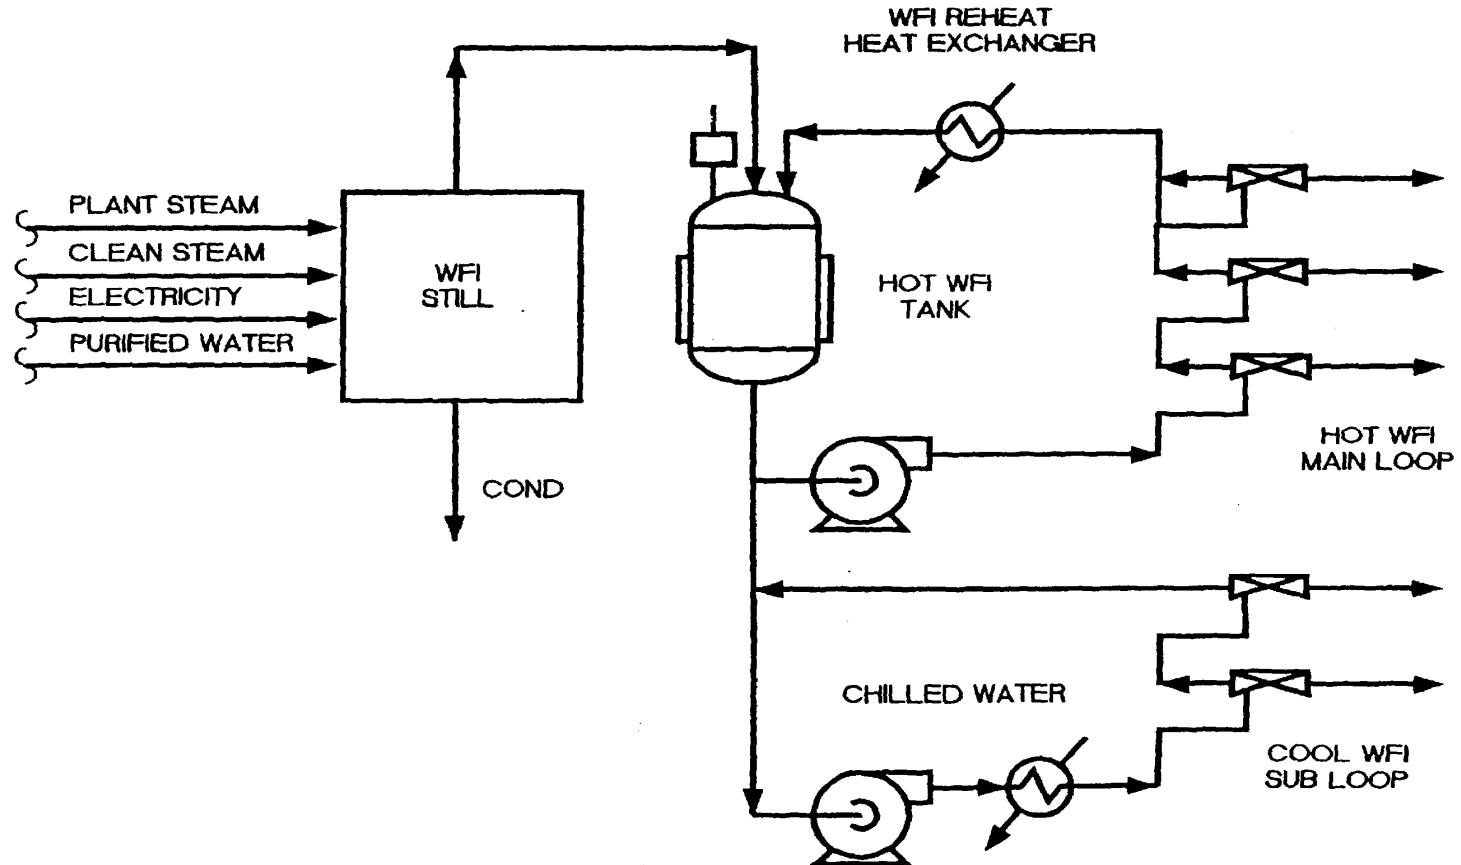 WFI REHEAT
HEAT EXCHANGER
PLANT STEAM
CLEAN STEAM
ELECTRICITY
PURIFIED WATER
WFI
STILL
HOT WFI
TANK
HOT WFI
MAIN LOOP
COND
CHILLED WATER
COOL WFI
SUB LOOP